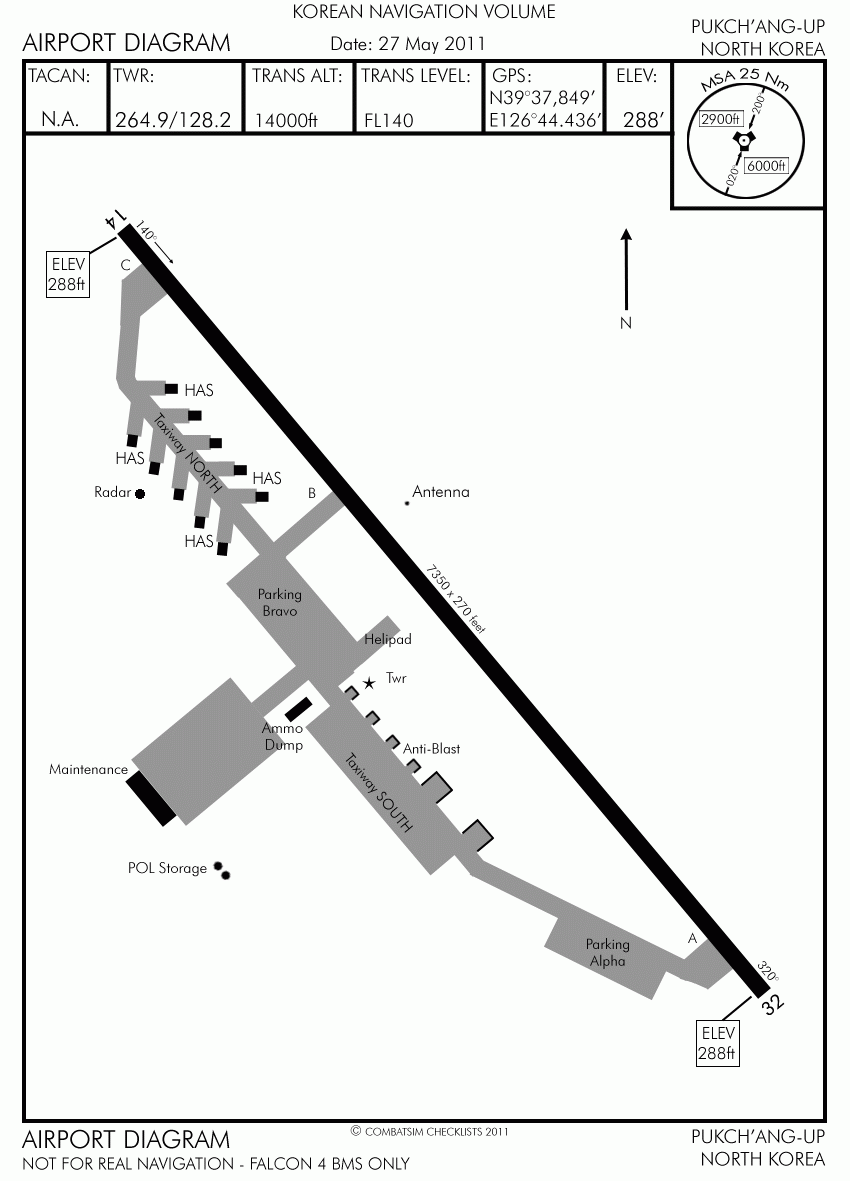 KOREAN NAVIGATION VOLUME
AIRPORT DIAGRAM
Date: 27 May 2011
PUKCH'ANG-UP
NORTH KOREA
TACAN:
N.A.
TWR:
264.9/128.2
TRANS ALT:
14000ft
TRANS LEVEL:
FL140
GPS:
N39°37,849'
E126°44.436'
ELEV:
288'
MSA 25 Nm
200°
2900ft
6000ft
020°
14
140°
ELEV
288ft
C
N
HAS
Taxiway NORTH
HAS
HAS
Radar
B
Antenna
HAS
7350 x 270 feet
Parking
Bravo
Helipad
Twr
Ammo
Dump
Anti-Blast
Maintenance
Taxiway SOUTH
POL Storage
A
Parking
Alpha
320°
32
ELEV
288ft
© COMBATSIM CHECKLISTS 2011
AIRPORT DIAGRAM
NOT FOR REAL NAVIGATION - FALCON 4 BMS ONLY
PUKCH'ANG-UP
NORTH KOREA